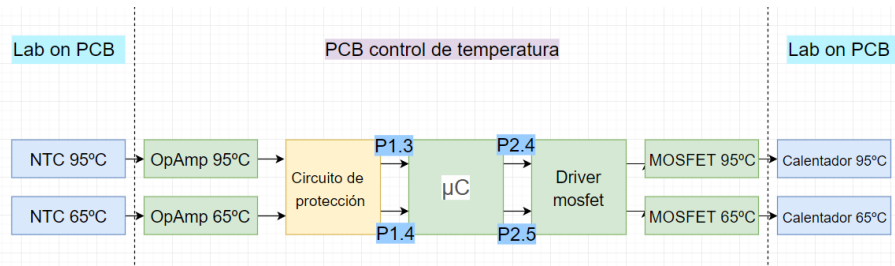 Lab on PCB
PCB control de temperatura
Lab on PCB
P1.3
P2.4
NTC 95ºC
OpAmp 95ºC
Circuito de
protección
µC
Driver
mosfet
MOSFET 95ºC
Calentador 95ºC
NTC 65ºC
OpAmp 65ºC
MOSFET 65ºC
Calentador 65ºC
P1.4
P2.5